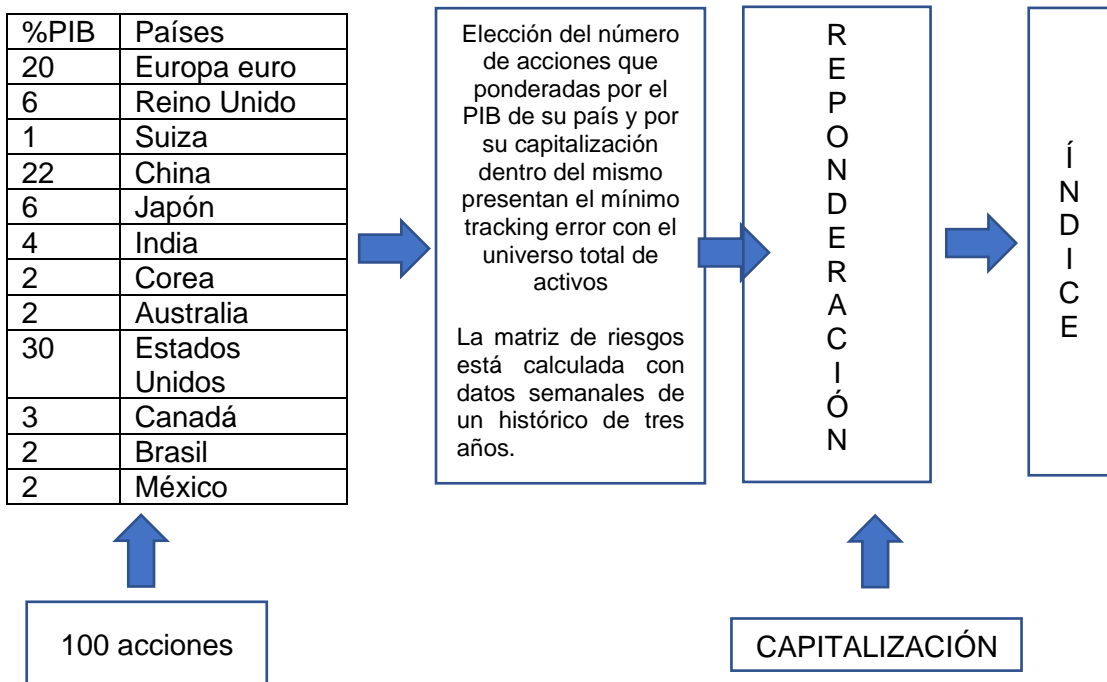 %PIB Países
20 Europa euro
6 Reino Unido
1 Suiza
22 China
6 Japón
4 India
2 Corea
2 Australia
30 Estados
Unidos
3 Canadá
2 Brasil
2 México
100 acciones
Elección del número
de acciones que
ponderadas por el
PIB de su país y por
su capitalización
dentro del mismo
presentan el mínimo
tracking error con el
universo total de
activos
La matriz de riesgos
está calculada con
datos semanales de
un histórico de tres
años.
R
E
P
O
N
D
E
R
A
C
I
Ó
N
CAPITALIZACIÓN
Í
N
D
I
C
E